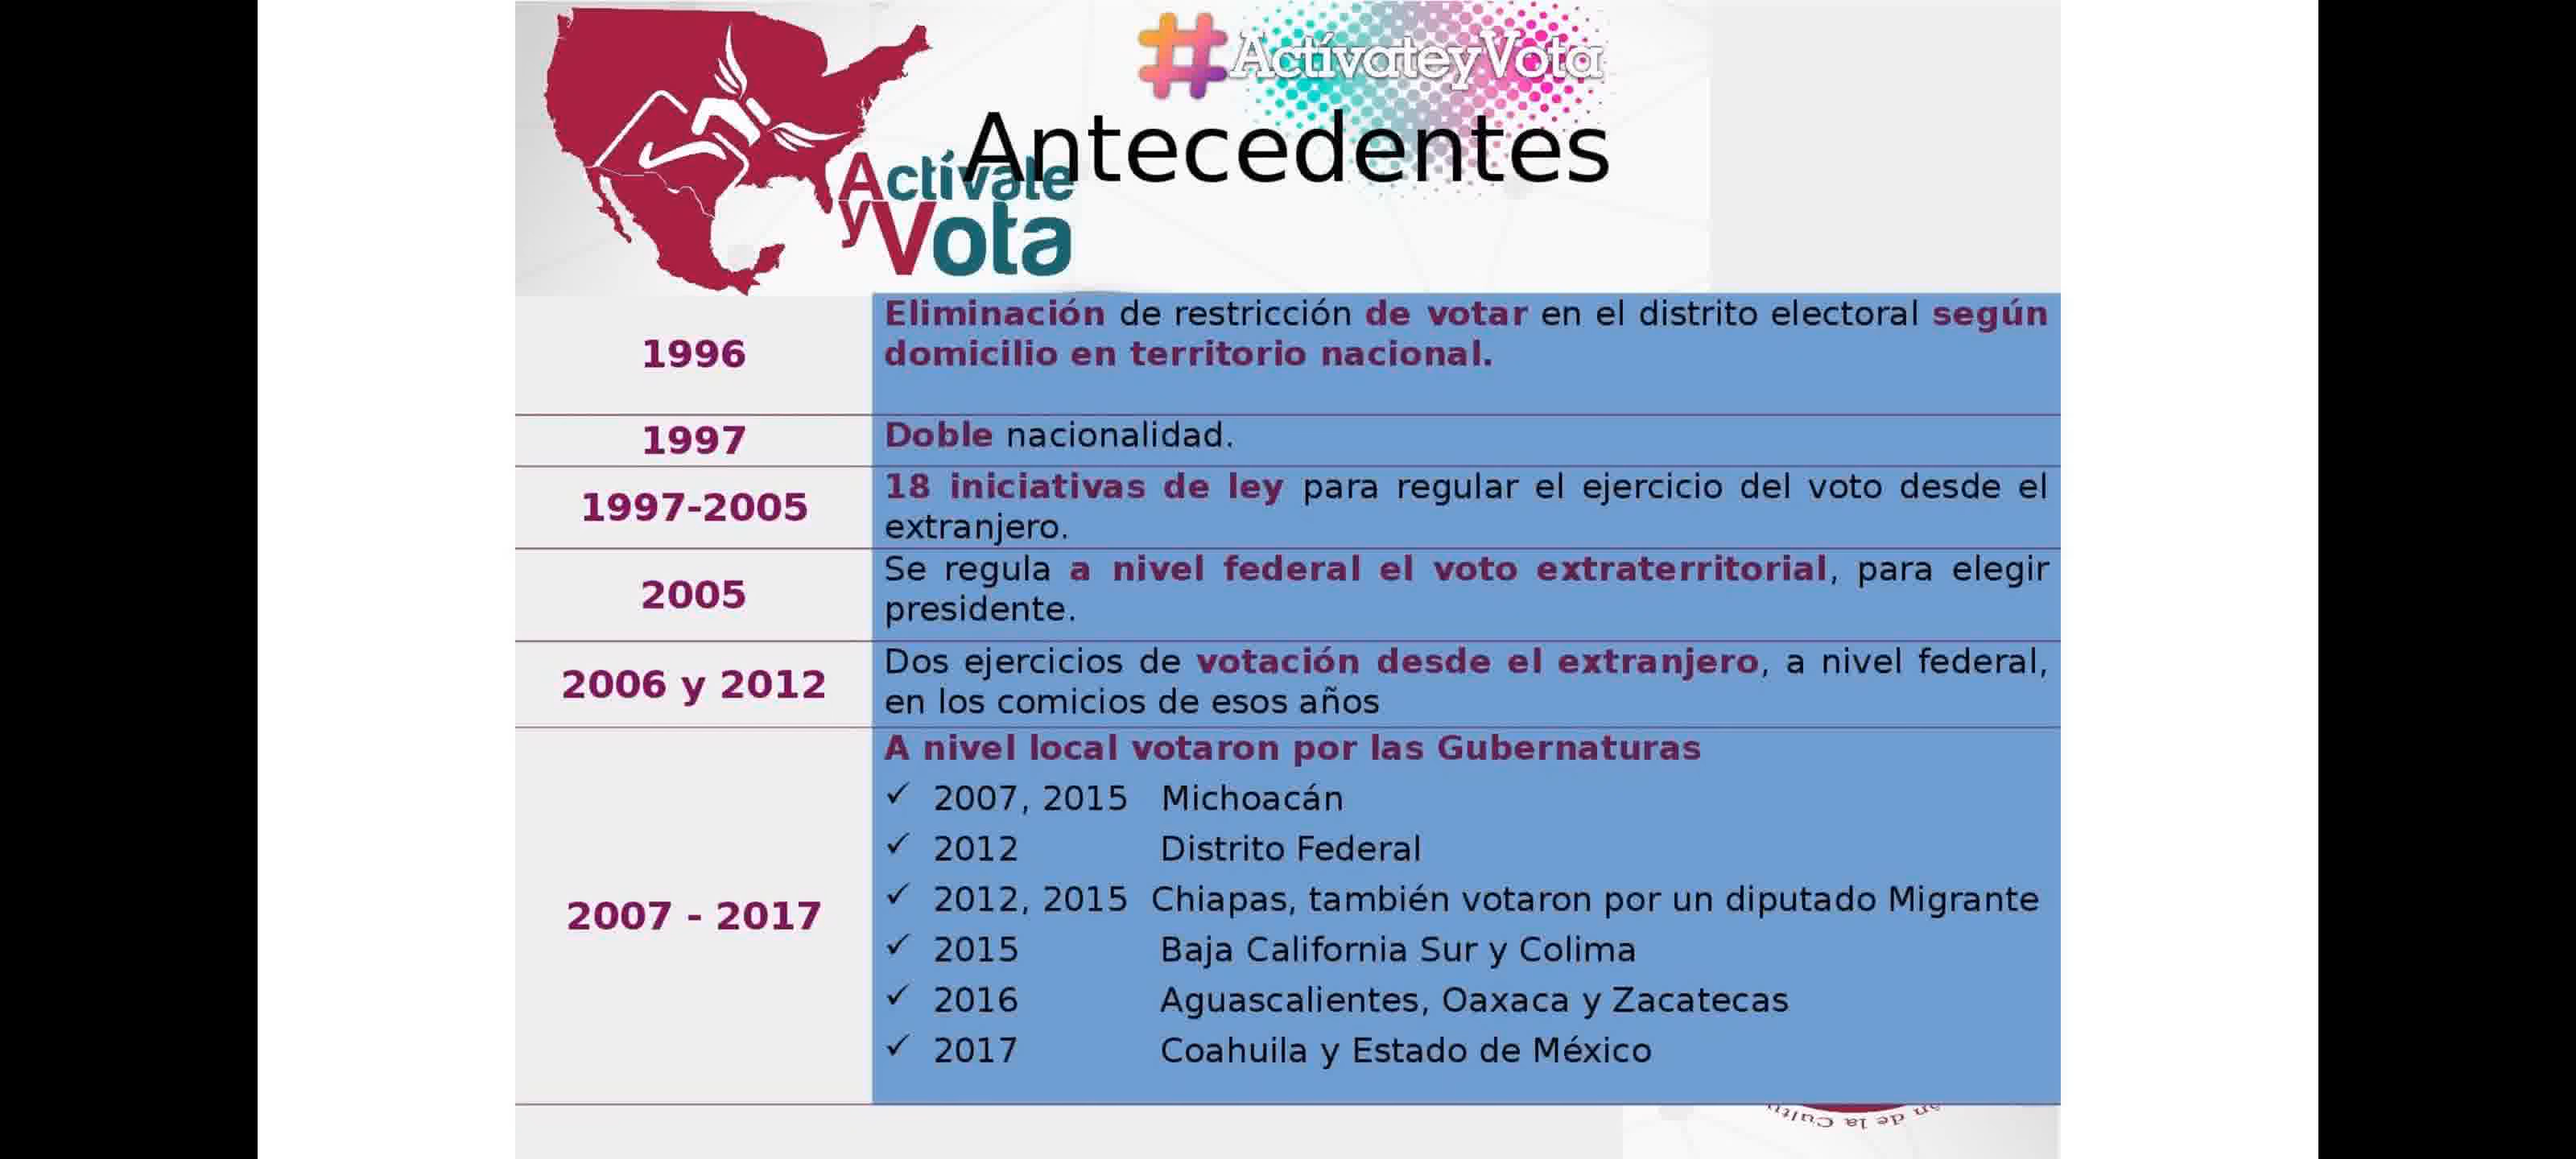 #ActívateyVota
Antecedentes
Actívate
y Vota
1996
Eliminación de restricción de votar en el distrito electoral según
domicilio en territorio nacional.
1997
Doble nacionalidad.
1997-2005
18 iniciativas de ley para regular el ejercicio del voto desde el
extranjero.
2005
Se regula a nivel federal el voto extraterritorial, para elegir
presidente.
2006 y 2012
Dos ejercicios de votación desde el extranjero, a nivel federal,
en los comicios de esos años
2007 - 2017
A nivel local votaron por las Gubernaturas
✓ 2007, 2015 Michoacán
✓ 2012 Distrito Federal
✓ 2012, 2015 Chiapas, también votaron por un diputado Migrante
✓ 2015 Baja California Sur y Colima
✓ 2016 Aguascalientes, Oaxaca y Zacatecas
✓ 2017 Coahuila y Estado de México
de la